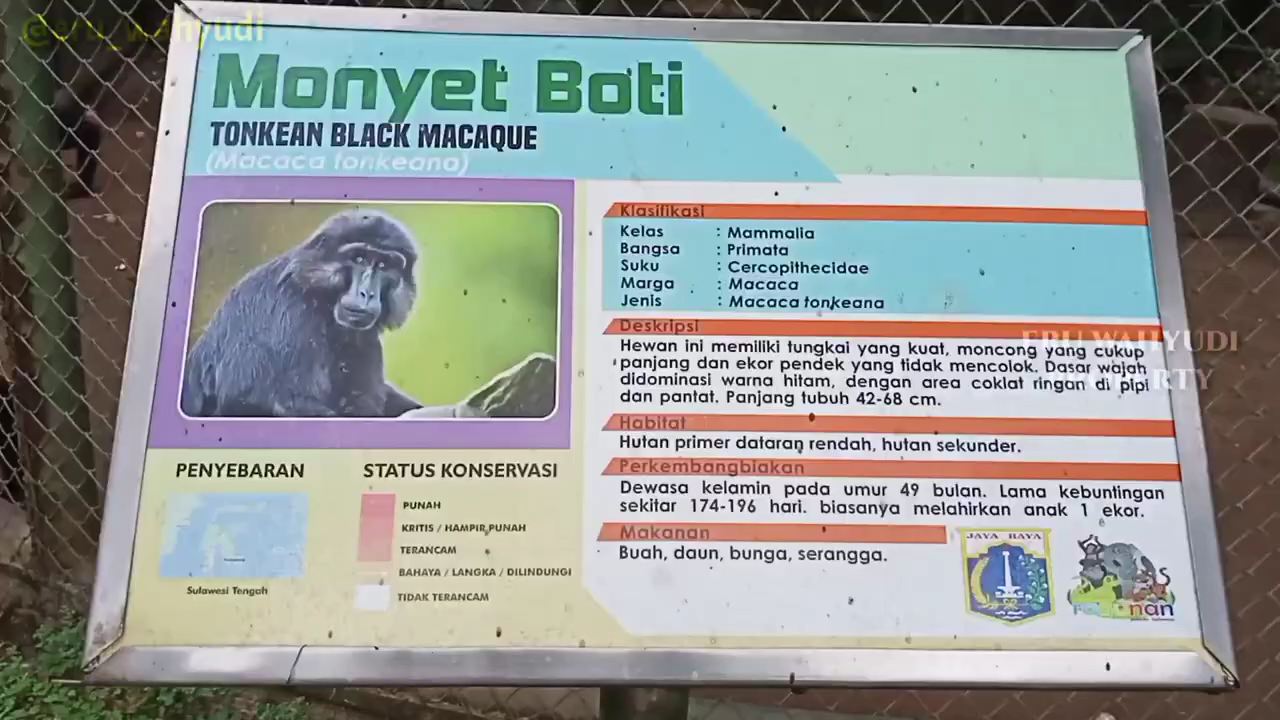 @eru_wahyudi
Monyet Boti
TONKEAN BLACK MACAQUE
(Macaca tonkeana)
Klasifikasi
Kelas : Mammalia
Bangsa : Primata
Suku : Cercopithecidae
Marga : Macaca
Jenis : Macaca tonkeana
Deskripsi
Hewan ini memiliki tungkai yang kuat, moncong yang cukup
panjang dan ekor pendek yang tidak mencolok. Dasar wajah
didominasi warna hitam, dengan area coklat ringan di pipi
dan pantat. Panjang tubuh 42-68 cm.
ERU WAHYUDI
Habitat
Hutan primer dataran rendah, hutan sekunder.
Perkembangbiakan
Dewasa kelamin pada umur 49 bulan. Lama kebuntingan
sekitar 174-196 hari. biasanya melahirkan anak 1 ekor.
Makanan
Buah, daun, bunga, serangga.
PENYEBARAN
Sulawesi Tengah
STATUS KONSERVASI
PUNAH
KRITIS / HAMPIR PUNAH
TERANCAM
BAHAYA / LANGKA / DILINDUNGI
TIDAK TERANCAM
JAYA RAYA